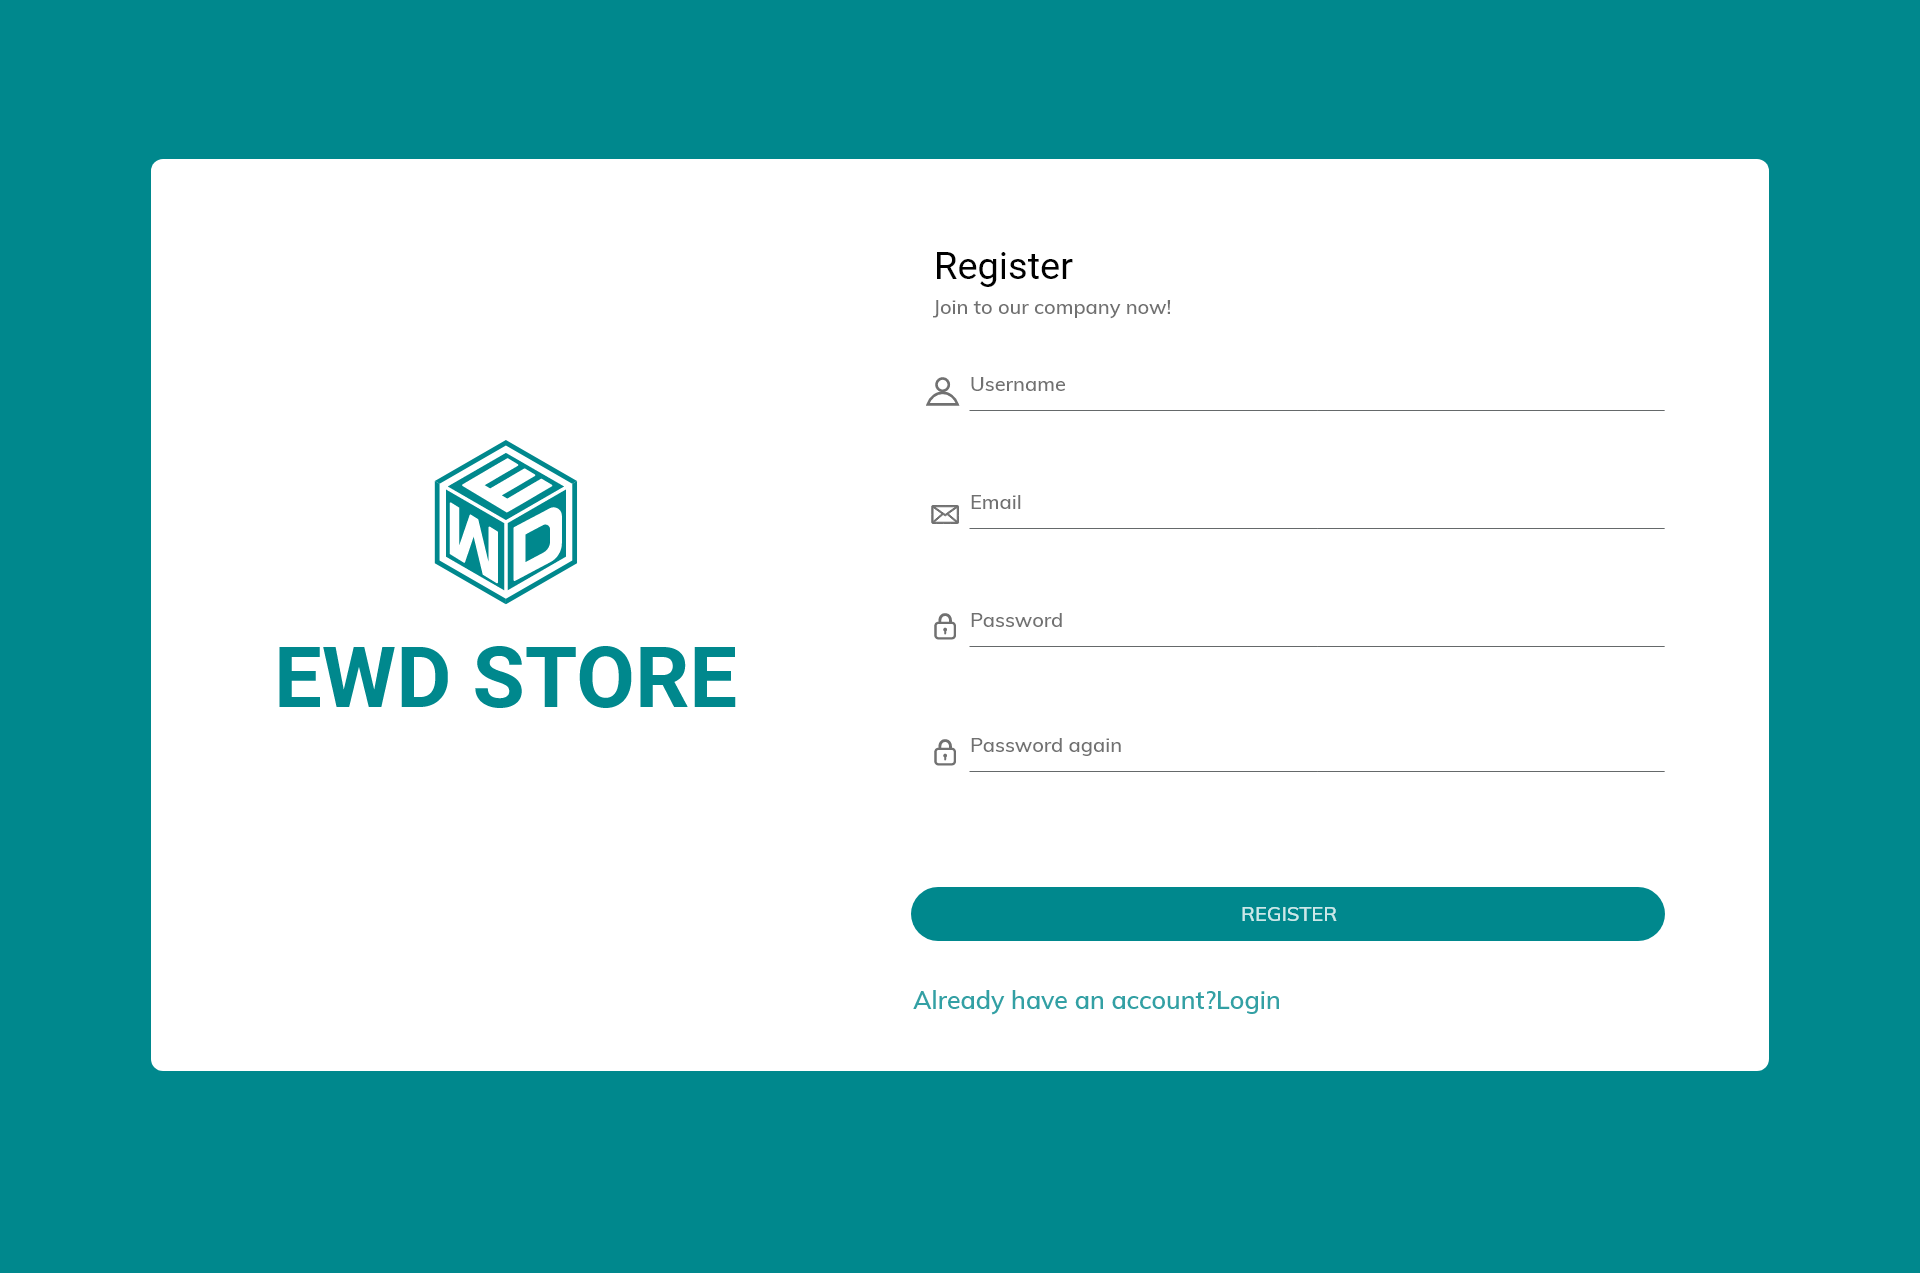 EWD
EWD STORE
Register
Join to our company now!
Username
Email
Password
Password again
REGISTER
Already have an account?Login